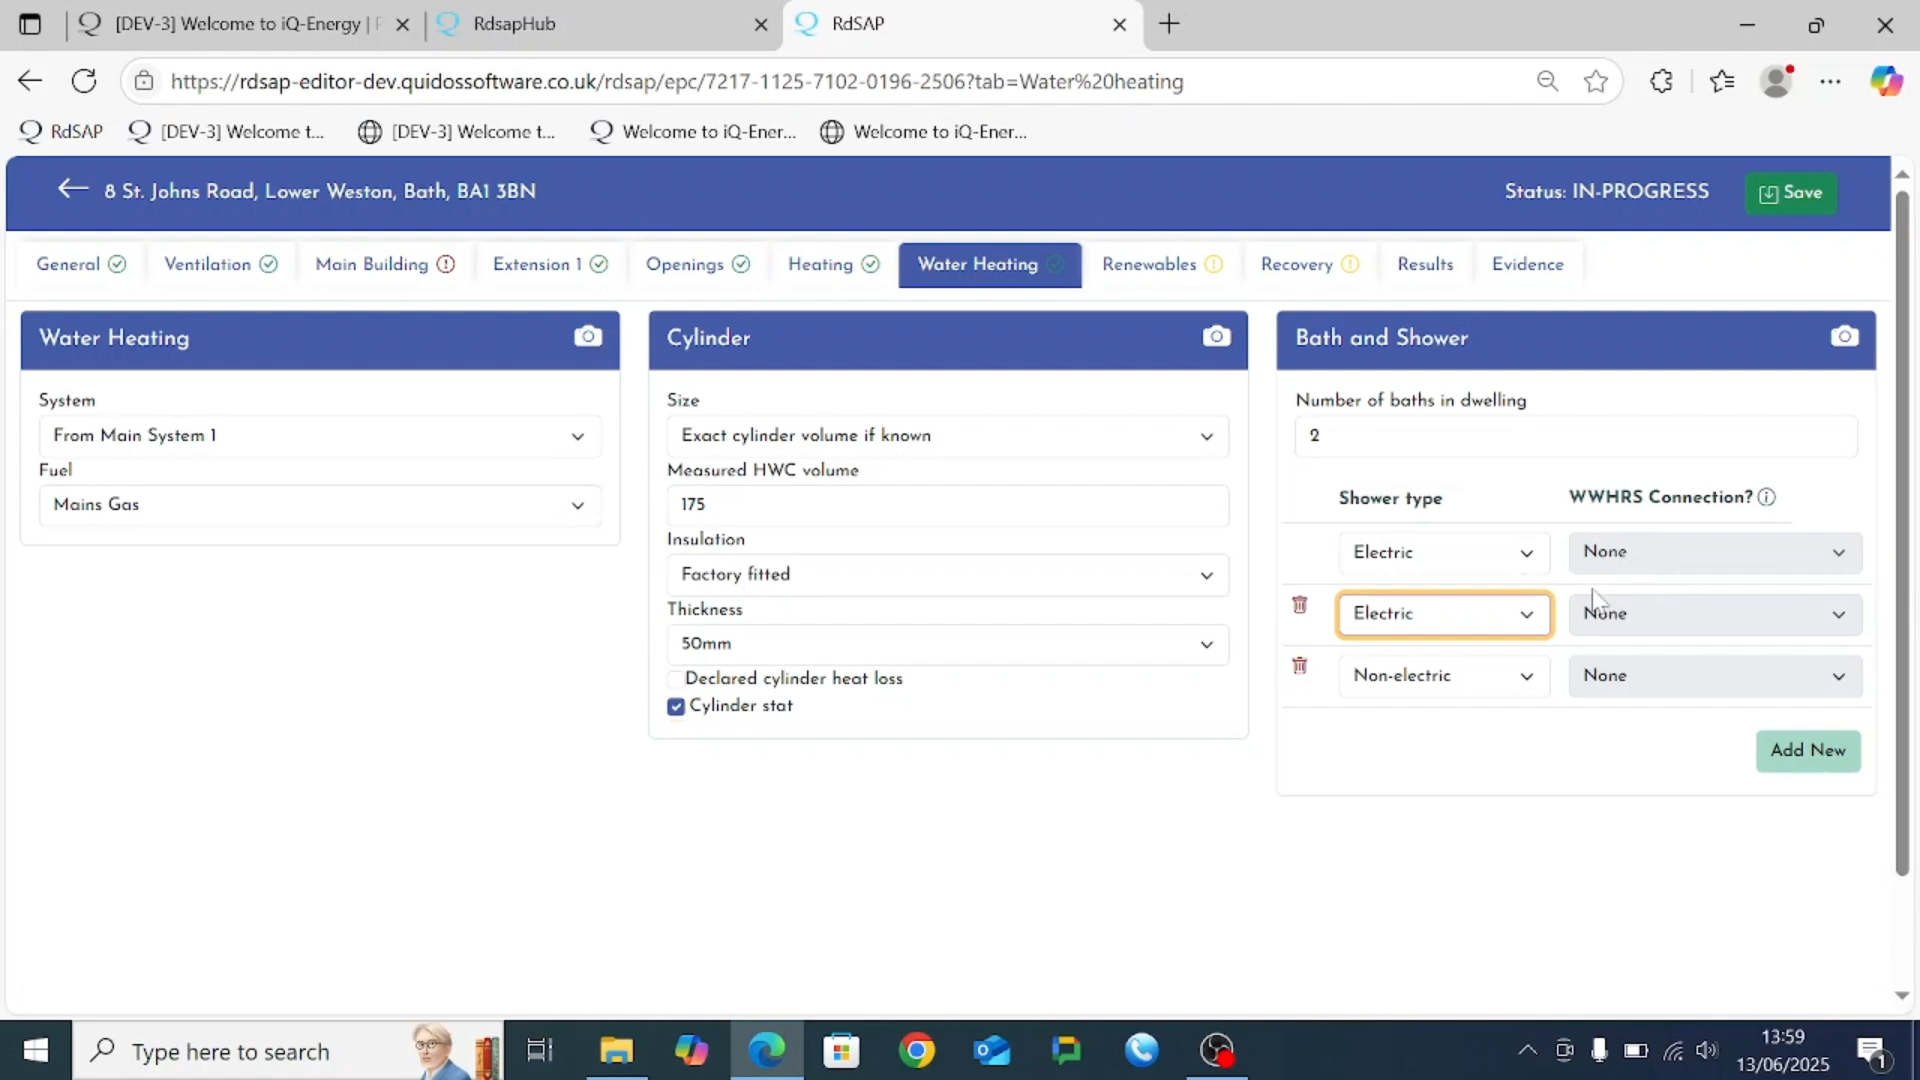 [DEV-3] Welcome to iQ-Energy | F
RdsapHub
RdSAP
https://rdsap-editor-dev.quidossoftware.co.uk/rdsap/epc/7217-1125-7102-0196-2506?tab=Water%20heating
RdSAP
[DEV-3] Welcome t...
[DEV-3] Welcome t...
Welcome to iQ-Ener...
Welcome to iQ-Ener...
8 St. Johns Road, Lower Weston, Bath, BA1 3BN
Status: IN-PROGRESS
Save
General
Ventilation
Main Building
Extension 1
Openings
Heating
Water Heating
Renewables
Recovery
Results
Evidence
Water Heating
System
From Main System 1
Fuel
Mains Gas
Cylinder
Size
Exact cylinder volume if known
Measured HWC volume
175
Insulation
Factory fitted
Thickness
50mm
Declared cylinder heat loss
Cylinder stat
Bath and Shower
Number of baths in dwelling
2
Shower type WWHRS Connection?
Electric None
Electric None
Non-electric None
Add New
Type here to search
13:59
13/06/2025
1